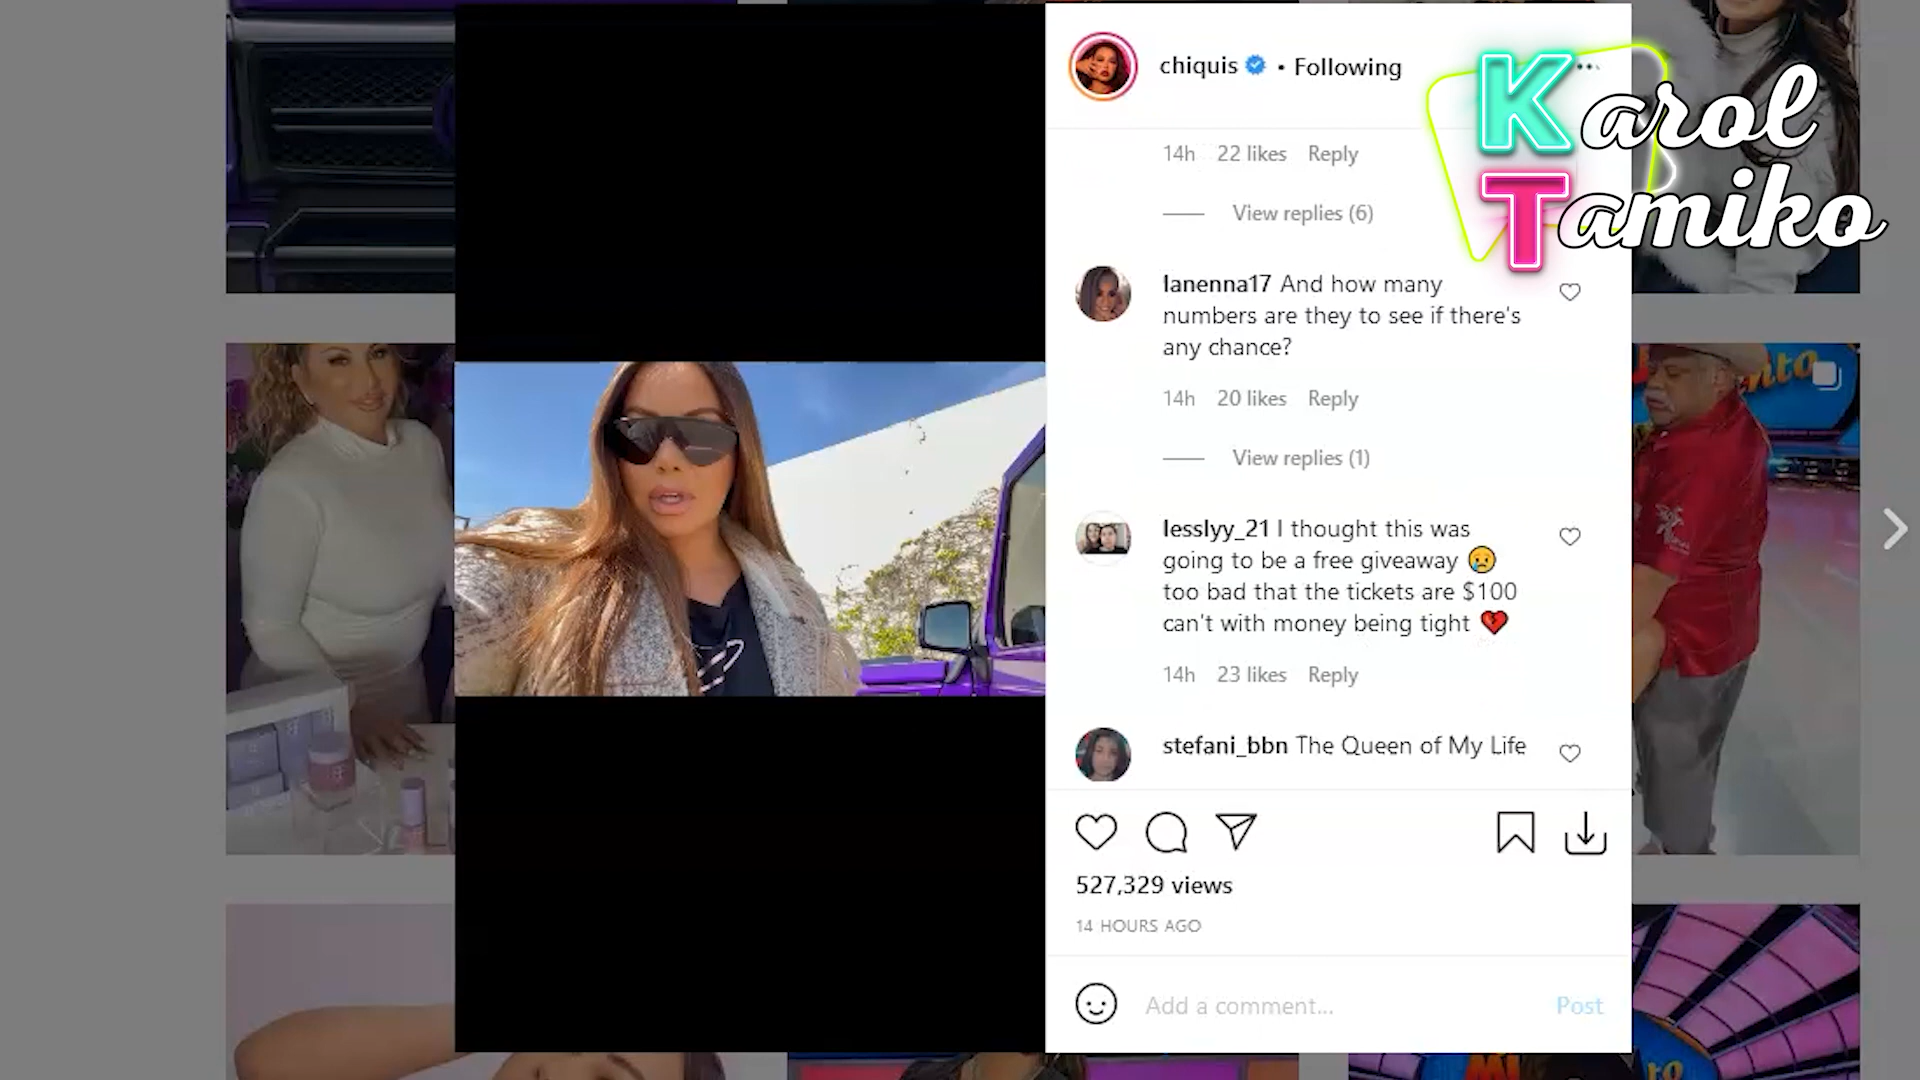 chiquis • Following
Karol
Tamiko
14h 22 likes Reply
View replies (6)
lanenna17 And how many
numbers are they to see if there's
any chance?
14h 20 likes Reply
View replies (1)
lesslyy_21 I thought this was
going to be a free giveaway 😢
too bad that the tickets are $100
can't with money being tight 💔
14h 23 likes Reply
stefani_bbn The Queen of My Life
527,329 views
14 HOURS AGO
Add a comment...
Post